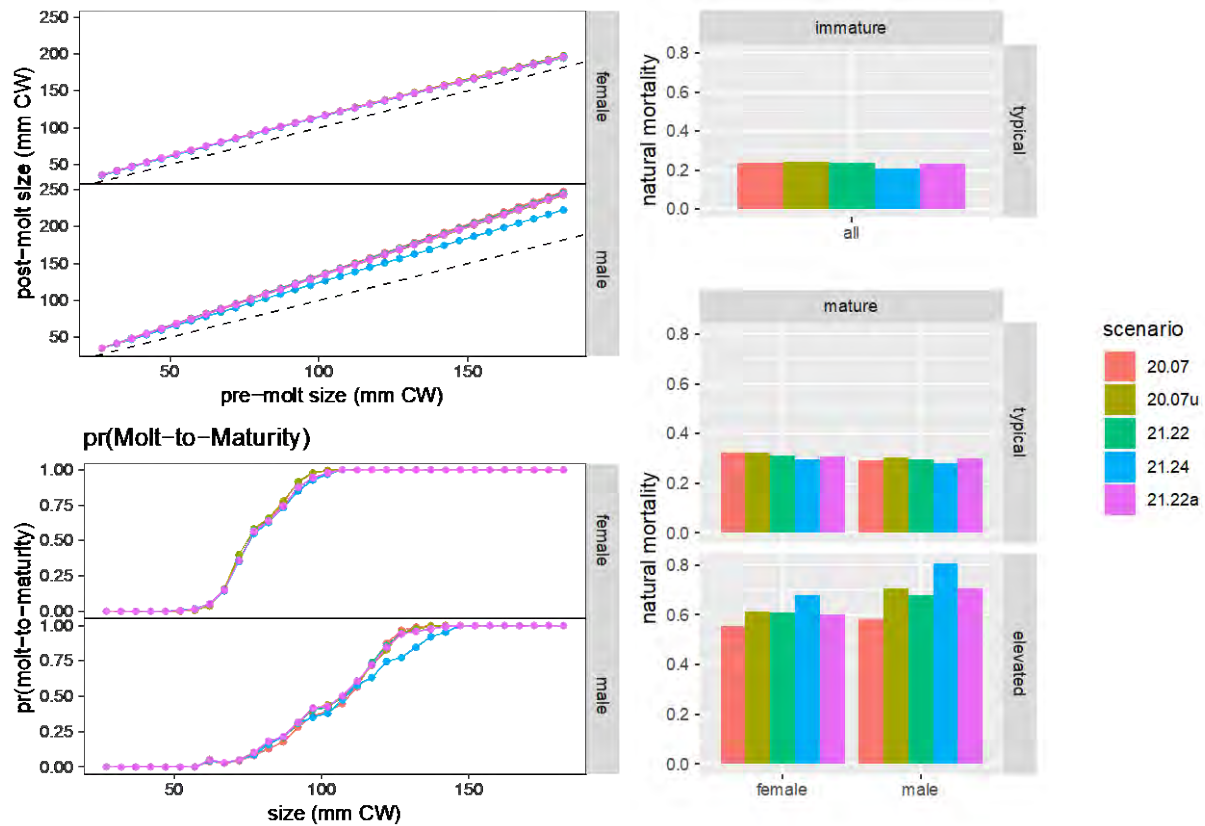 250
200
150
100
50
female
250
200
150
100
50
male
post-molt size (mm CW)
50
100
150
pre-molt size (mm CW)
pr(Molt-to-Maturity)
1.00
0.75
0.50
0.25
0.00
female
1.00
0.75
0.50
0.25
0.00
male
pr(molt-to-maturity)
50
100
150
size (mm CW)
immature
0.8
0.6
0.4
0.2
0.0
natural mortality
typical
all
mature
0.8
0.6
0.4
0.2
0.0
natural mortality
typical
0.8
0.6
0.4
0.2
0.0
natural mortality
elevated
female
male
scenario
20.07
20.07u
21.22
21.24
21.22a